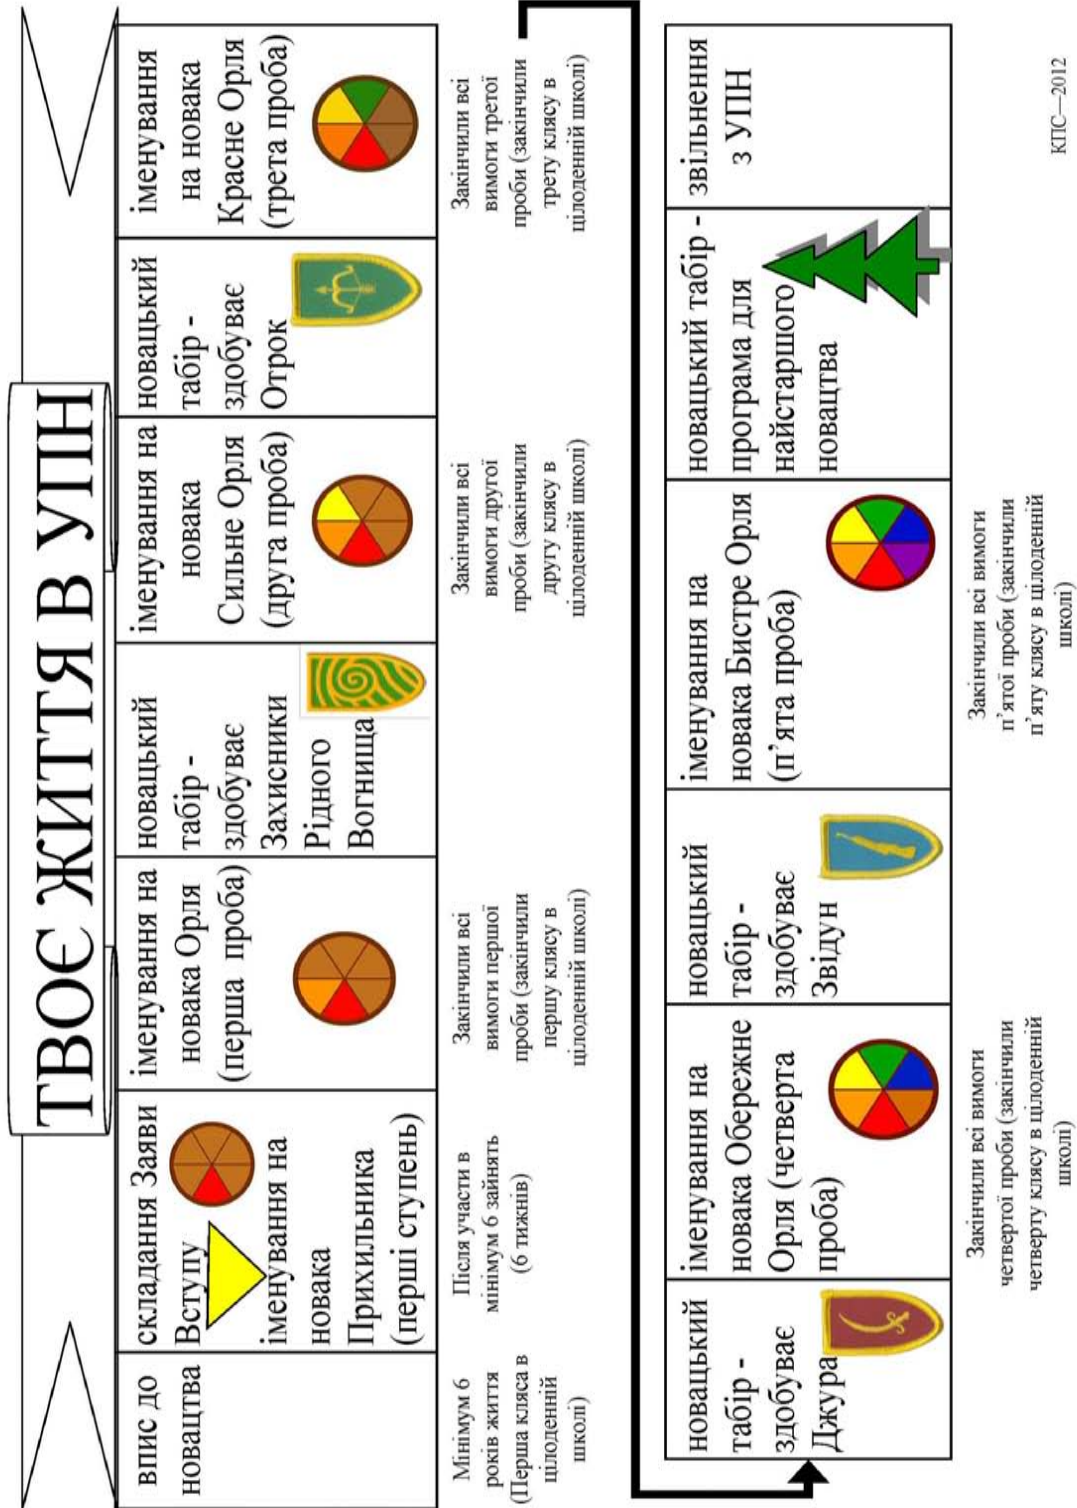 ТВОЄ ЖИТТЯ В УПН
впис до
новацтва
складання Заяви
Вступу
іменування на
новака
Прихильника
(перші ступень)
іменування на
новака Орля
(перша проба)
новацький
табір -
здобуває
Захисники
Рідного
Вогнища
іменування на
новака
Сильне Орля
(друга проба)
новацький
табір -
здобуває
Отрок
іменування
на новака
Красне Орля
(трета проба)
Мінімум 6
років життя
(Перша кляса в
цілоденній
школі)
Після участи в
мінімум 6 зайнять
(6 тижнів)
Закінчили всі
вимоги першої
проби (закінчили
першу клясу в
цілоденній школі)
Закінчили всі
вимоги другої
проби (закінчили
другу клясу в
цілоденній школі)
Закінчили всі
вимоги третої
проби (закінчили
трету клясу в
цілоденній школі)
новацький
табір -
здобуває
Джура
іменування на
новака Обережне
Орля (четверта
проба)
новацький
табір -
здобуває
Звідун
іменування на
новака Бистре Орля
(п’ята проба)
новацький табір -
програма для
найстаршого
новацтва
звільнення
з УПН
Закінчили всі вимоги
четвертої проби (закінчили
четверту клясу в цілоденній
школі)
Закінчили всі вимоги
п’ятої проби (закінчили
п’яту клясу в цілоденній
школі)
КПС—2012